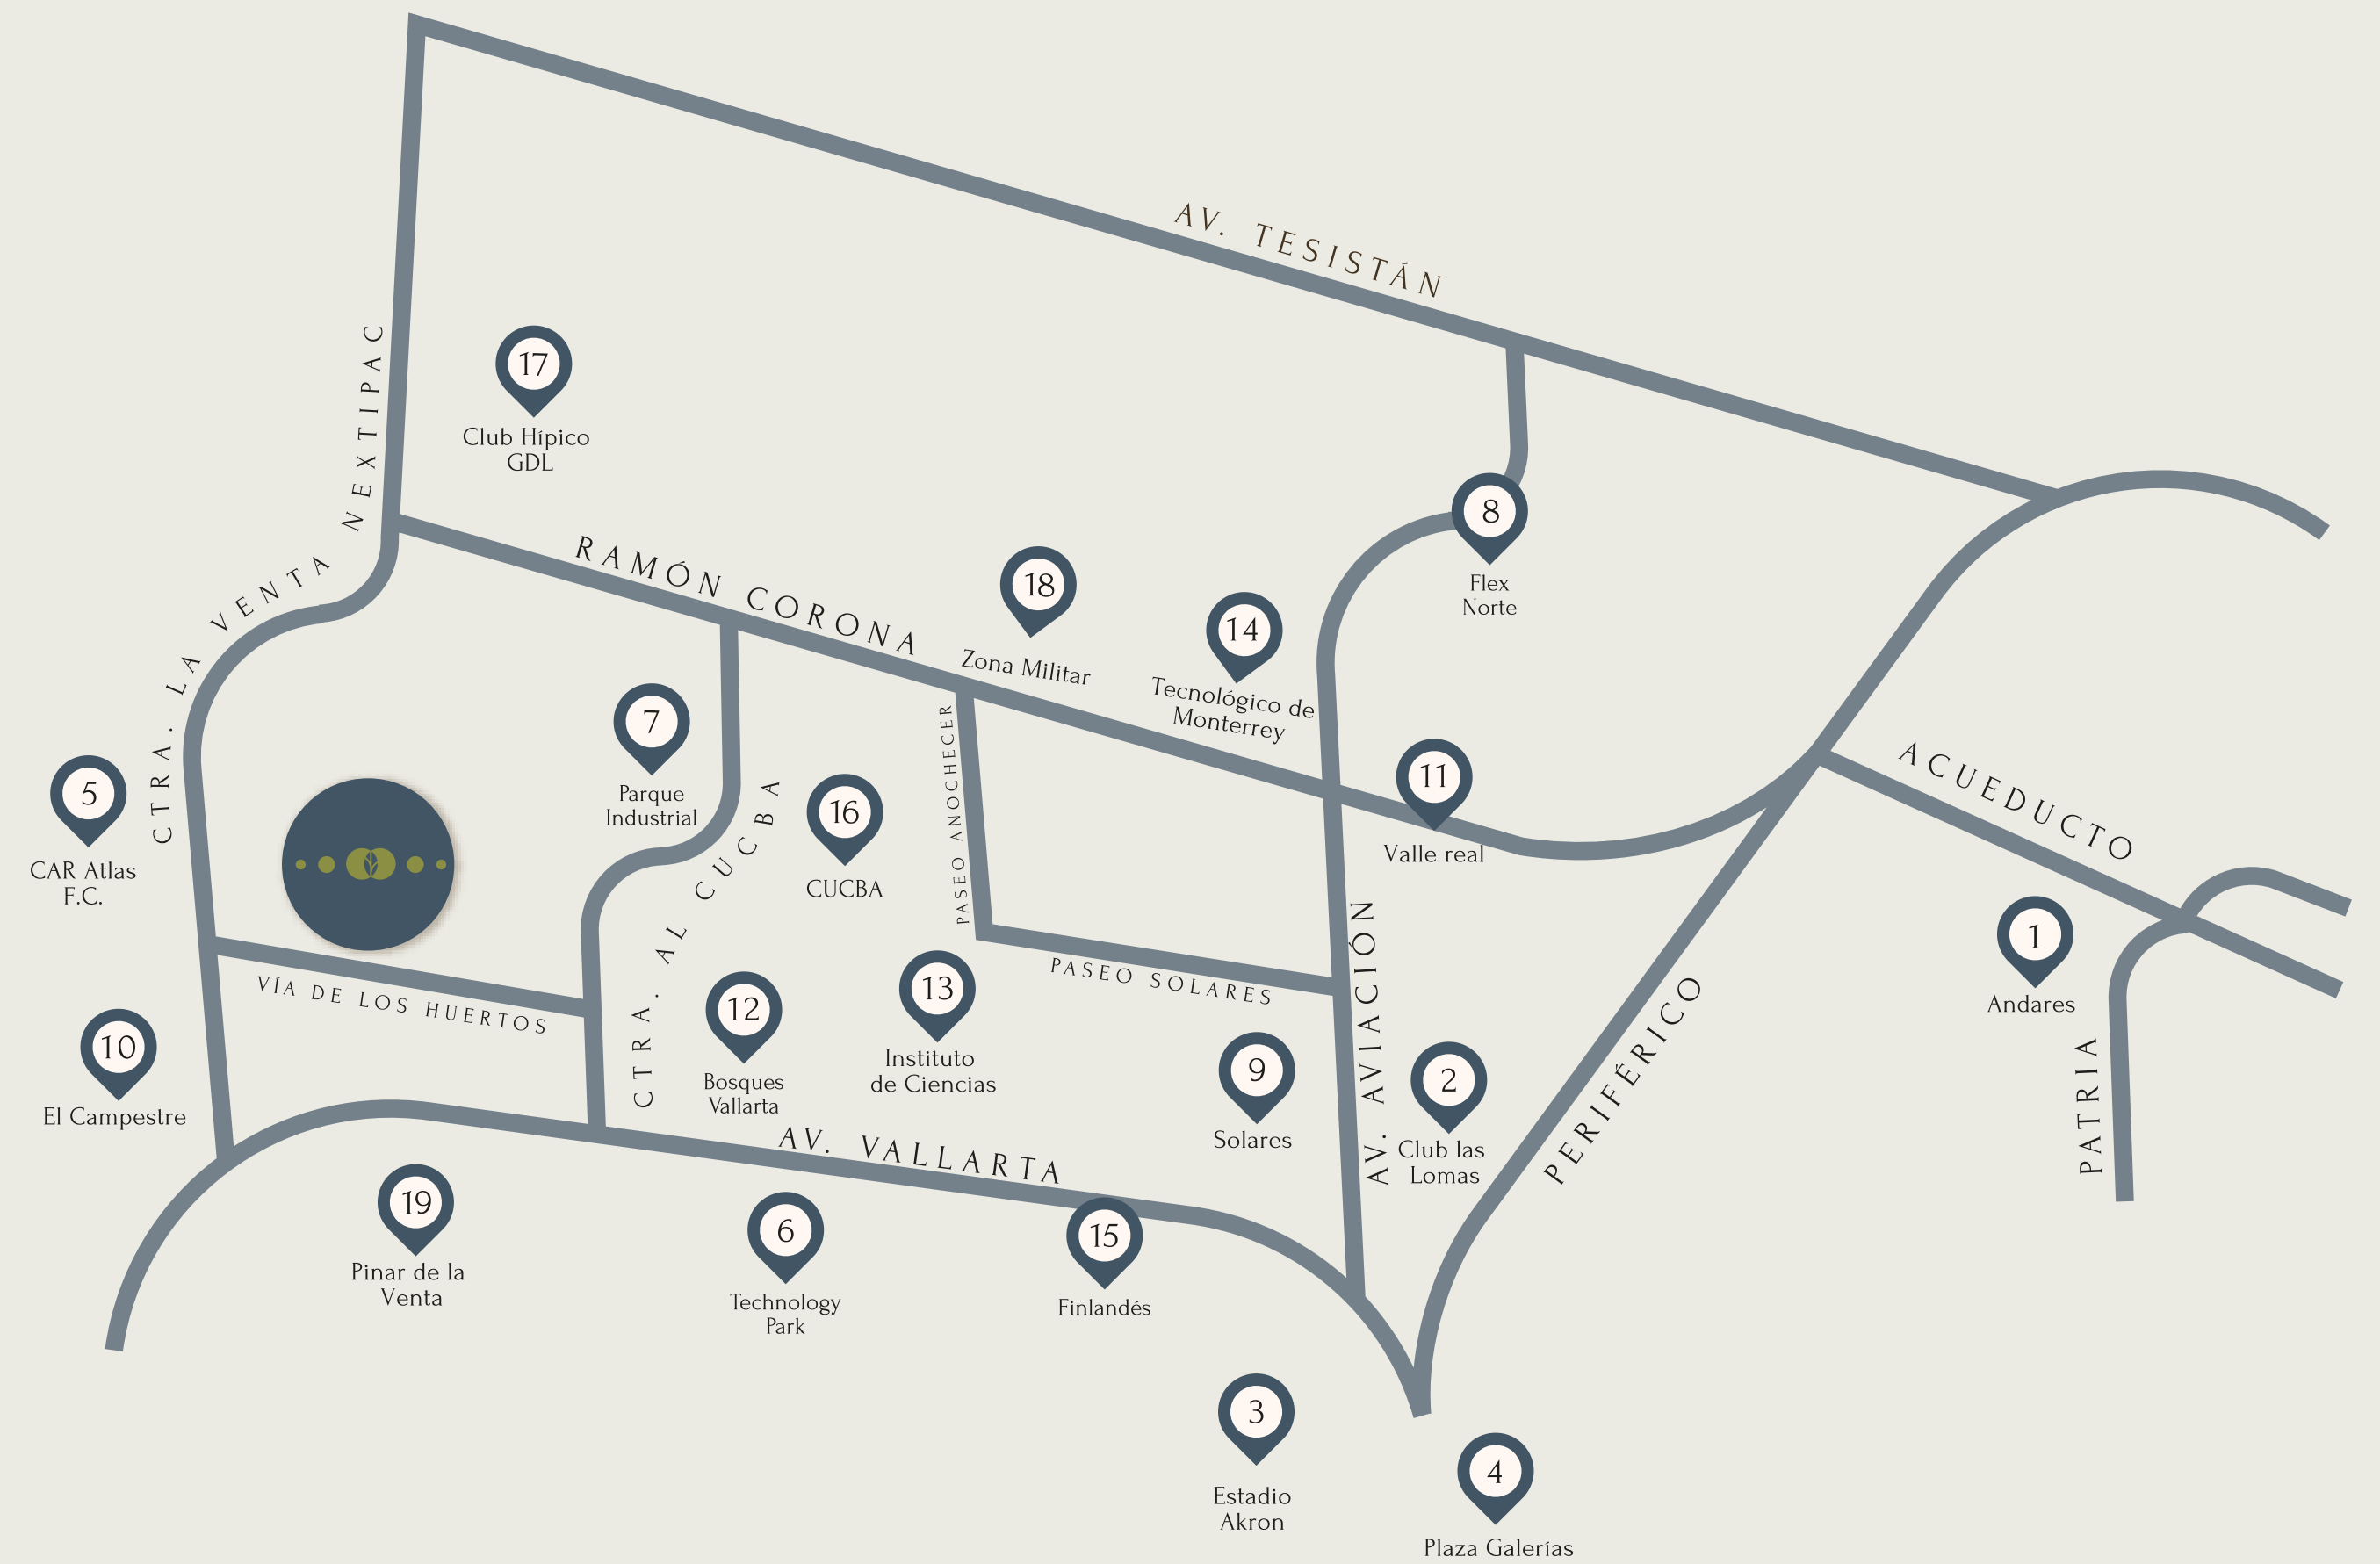 AV. TESISTÁN
17
Club Hípico
GDL
CTRA. LA VENTA NEXTIPAC
RAMÓN CORONA
8
Flex
Norte
18
Zona Militar
14
Tecnológico de
Monterrey
7
Parque
Industrial
16
CUCBA
PASEO ANOCHECER
11
Valle real
ACUEDUCTO
5
CAR Atlas
F.C.
CTRA. AL CUCBA
VÍA DE LOS HUERTOS
PASEO SOLARES
AV. AVIACIÓN
PERIFÉRICO
1
Andares
PATRIA
10
El Campestre
12
Bosques
Vallarta
13
Instituto
de Ciencias
9
Solares
2
Club las
Lomas
AV. VALLARTA
19
Pinar de la
Venta
6
Technology
Park
15
Finlandés
3
Estadio
Akron
4
Plaza Galerías